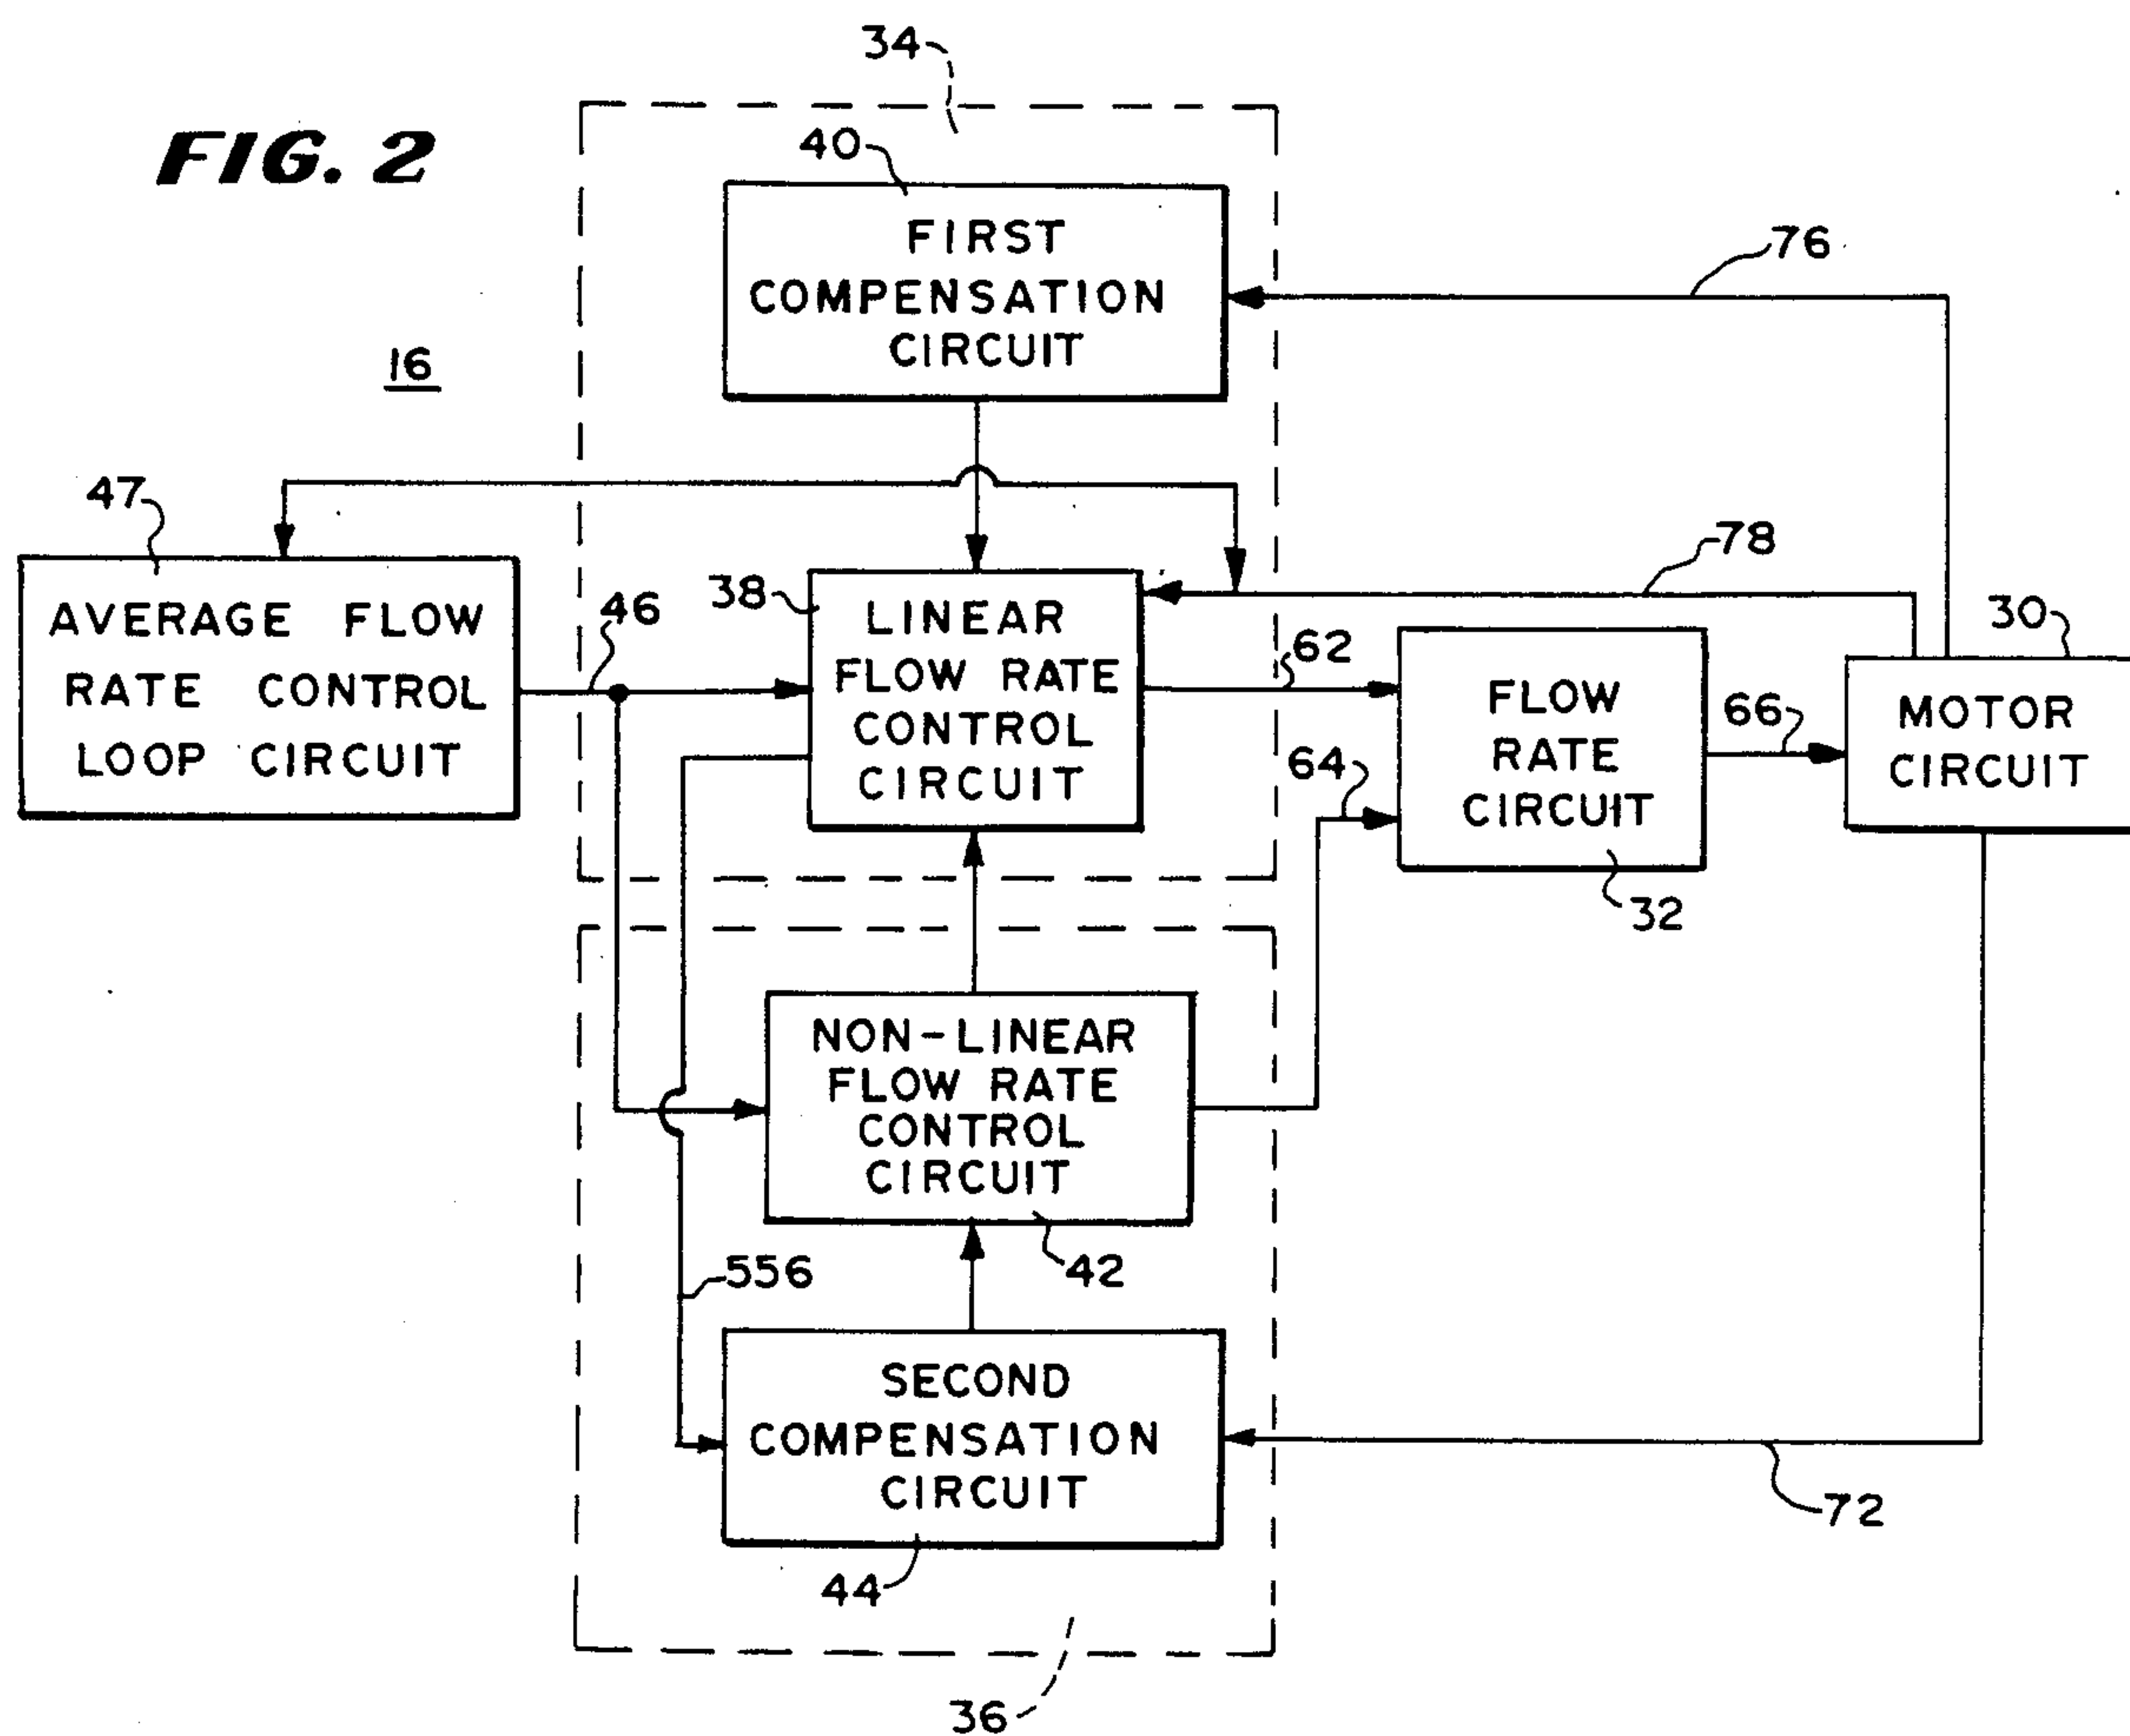 FIG. 2
34
40
FIRST
COMPENSATION
CIRCUIT
76
16
47
AVERAGE FLOW
RATE CONTROL
LOOP CIRCUIT
46
38
LINEAR
FLOW RATE
CONTROL
CIRCUIT
78
62
64
FLOW
RATE
CIRCUIT
32
66
30
MOTOR
CIRCUIT
NON-LINEAR
FLOW RATE
CONTROL
CIRCUIT
42
556
SECOND
COMPENSATION
CIRCUIT
44
72
36